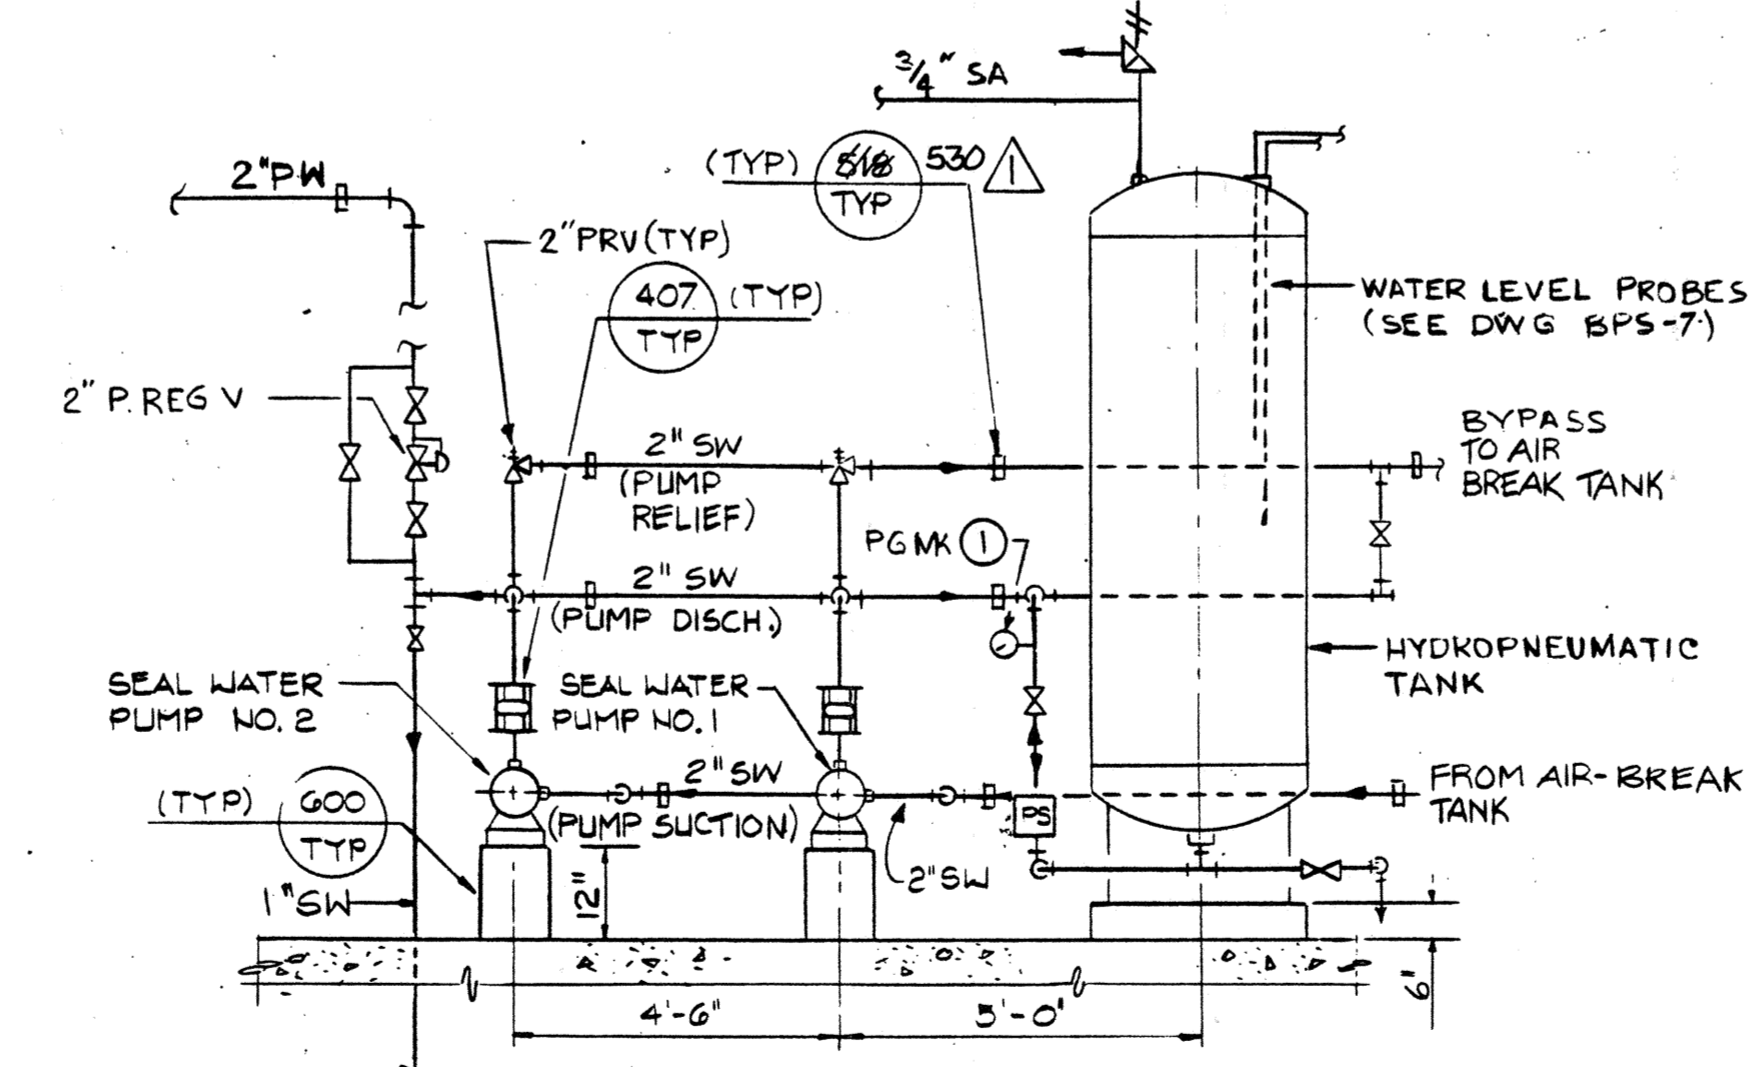 3/4" SA
2"PW
(TYP) 518 530 1
TYP
2" PRV (TYP)
407 (TYP)
TYP
WATER LEVEL PROBES
(SEE DWG BPS-7)
2" P. REG V
2" SW
(PUMP
RELIEF)
BYPASS
TO AIR
BREAK TANK
PG MK 1
2" SW
(PUMP DISCH.)
HYDROPNEUMATIC
TANK
SEAL WATER
PUMP NO. 2
SEAL WATER
PUMP NO. 1
2" SW
(PUMP SUCTION)
FROM AIR-BREAK
TANK
PS
(TYP) 600
TYP
2" SW
1" SW
12"
6"
4'-6"
5'-0"